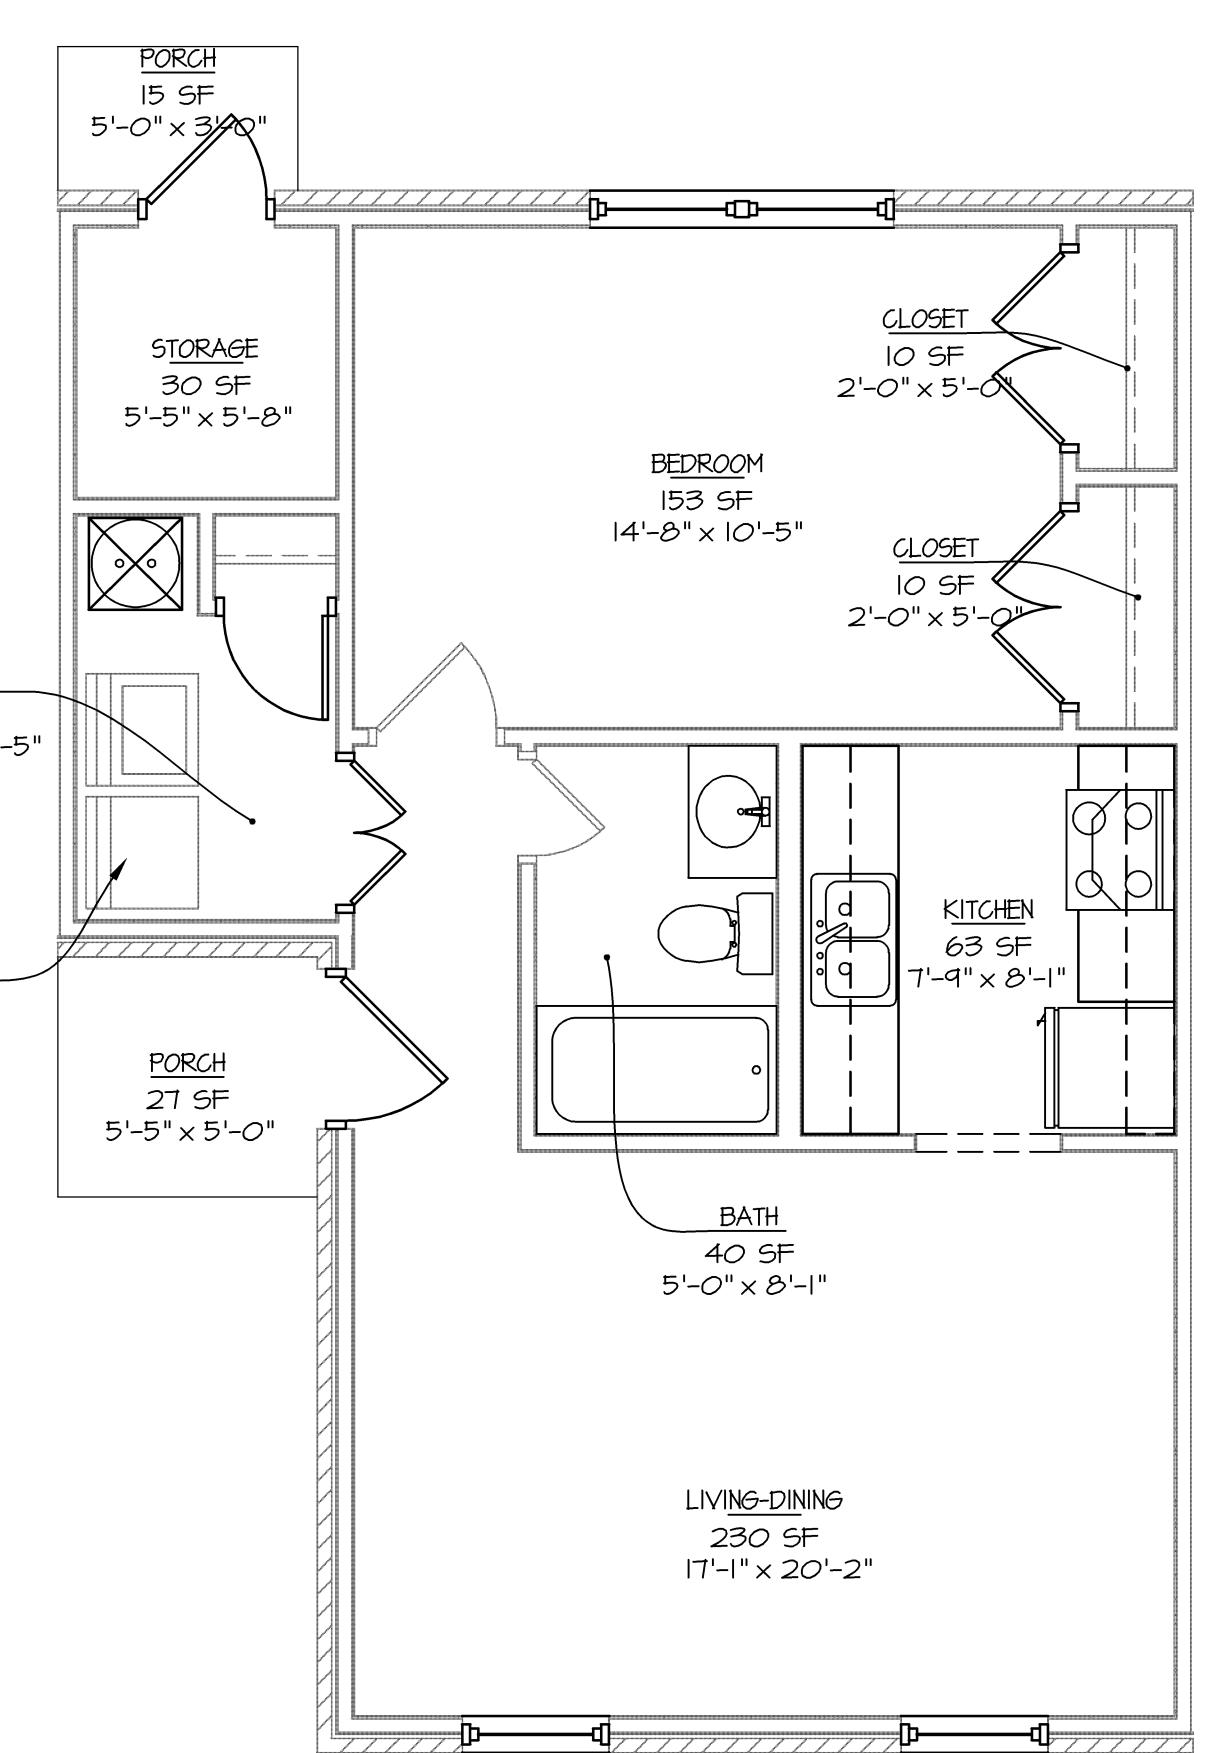 PORCH
15 SF
5'-0" x 3'-0"
STORAGE
30 SF
5'-5" x 5'-8"
CLOSET
10 SF
2'-0" x 5'-0"
BEDROOM
153 SF
14'-8" x 10'-5"
CLOSET
10 SF
2'-0" x 5'-0"
-5"
KITCHEN
63 SF
7'-9" x 8'-1"
PORCH
27 SF
5'-5" x 5'-0"
BATH
40 SF
5'-0" x 8'-1"
LIVING-DINING
230 SF
17'-1" x 20'-2"